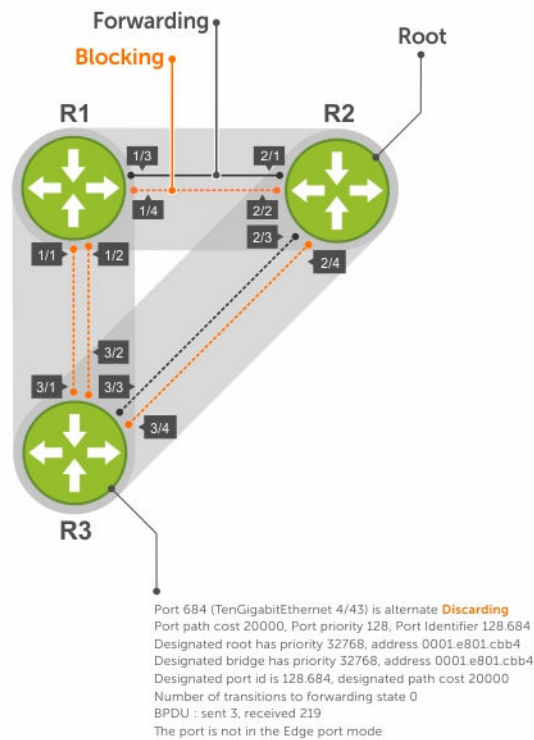 Forwarding
Blocking
Root
R1
R2
1/3
2/1
1/4
2/2
2/3
1/1
1/2
2/4
3/2
3/1
3/3
3/4
R3
Port 684 (TenGigabitEthernet 4/43) is alternate Discarding
Port path cost 20000, Port priority 128, Port Identifier 128.684
Designated root has priority 32768, address 0001.e801.cbb4
Designated bridge has priority 32768, address 0001.e801.cbb4
Designated port id is 128.684, designated path cost 20000
Number of transitions to forwarding state 0
BPDU : sent 3, received 219
The port is not in the Edge port mode